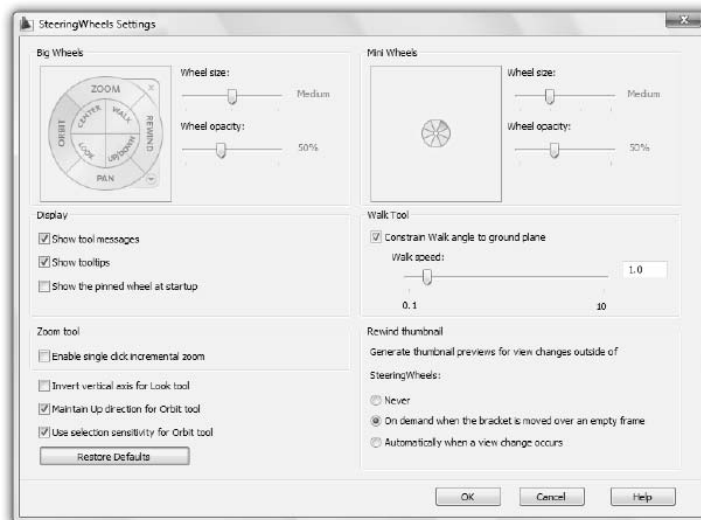 SteeringWheels Settings
Big Wheels
ZOOM
ORBIT
CENTER
WALK
REWIND
LOOK
UP/DOWN
PAN
Wheel size:
Medium
Wheel opacity:
50%
Mini Wheels
Wheel size:
Medium
Wheel opacity:
50%
Display
Show tool messages
Show tooltips
Show the pinned wheel at startup
Walk Tool
Constrain Walk angle to ground plane
Walk speed:
1.0
0.1
10
Zoom tool
Enable single click incremental zoom
Invert vertical axis for Look tool
Maintain Up direction for Orbit tool
Use selection sensitivity for Orbit tool
Restore Defaults
Rewind thumbnail
Generate thumbnail previews for view changes outside of
SteeringWheels:
Never
On demand when the bracket is moved over an empty frame
Automatically when a view change occurs
OK
Cancel
Help